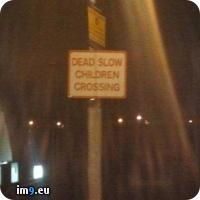 DEAD SLOW
CHILDREN
CROSSING
im9.eu